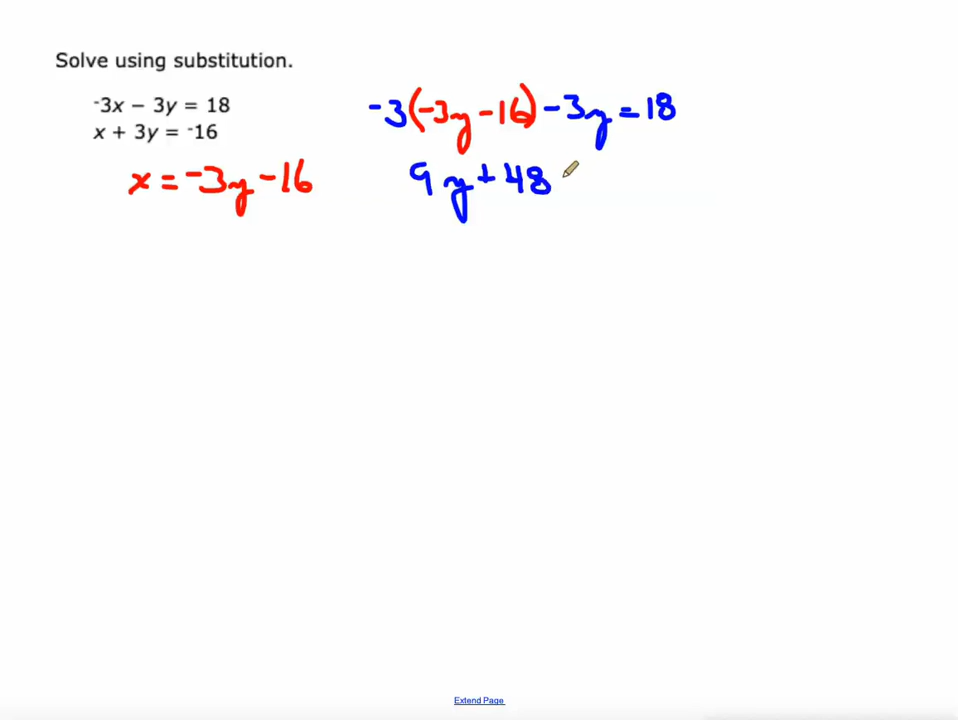 Solve using substitution.
⁻3x − 3y = 18
x + 3y = ⁻16
x = -3y - 16
-3(-3y - 16) - 3y = 18
9y + 48
Extend Page